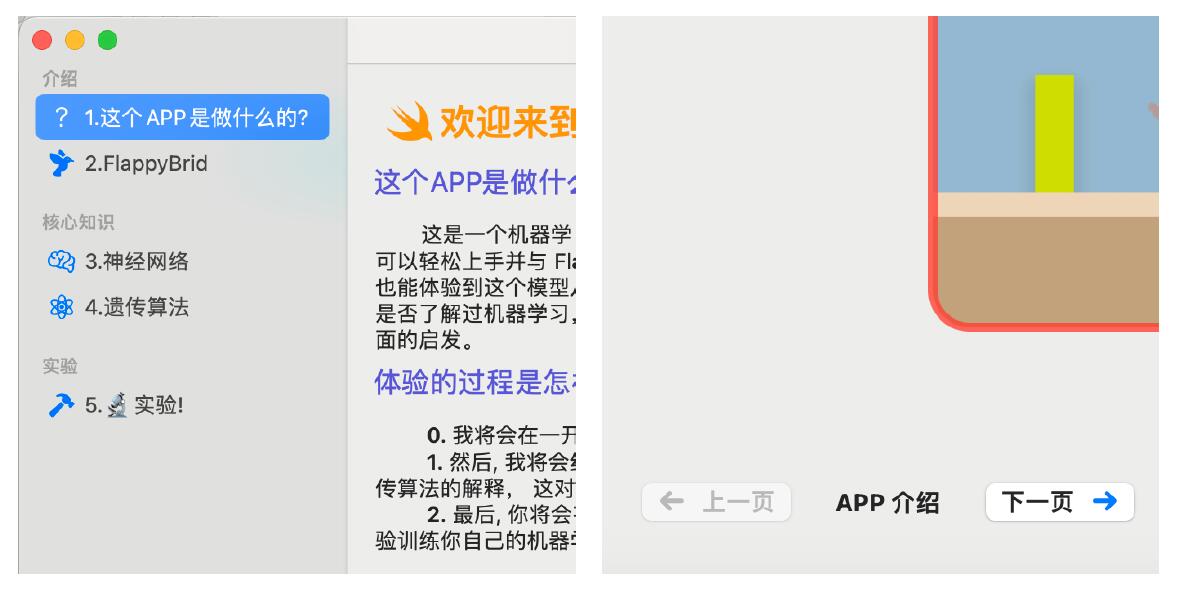 介绍
1.这个 APP 是做什么的?
2.FlappyBrid
核心知识
3.神经网络
4.遗传算法
实验
5.🔬 实验!
欢迎来到
这个APP是做什
这是一个机器学
可以轻松上手并与 Fla
也能体验到这个模型
是否了解过机器学习，
面的启发。
体验的过程是怎
0. 我将会在一开
1. 然后, 我将会
传算法的解释， 这对
2. 最后, 你将会
验训练你自己的机器学
上一页
APP 介绍
下一页